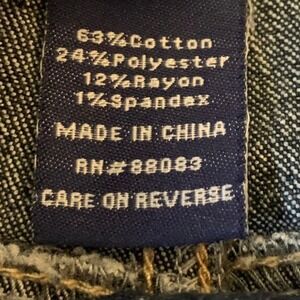 63%Cotton
24%Polyester
12%Rayon
1%Spandex
MADE IN CHINA
RN#88083
CARE ON REVERSE